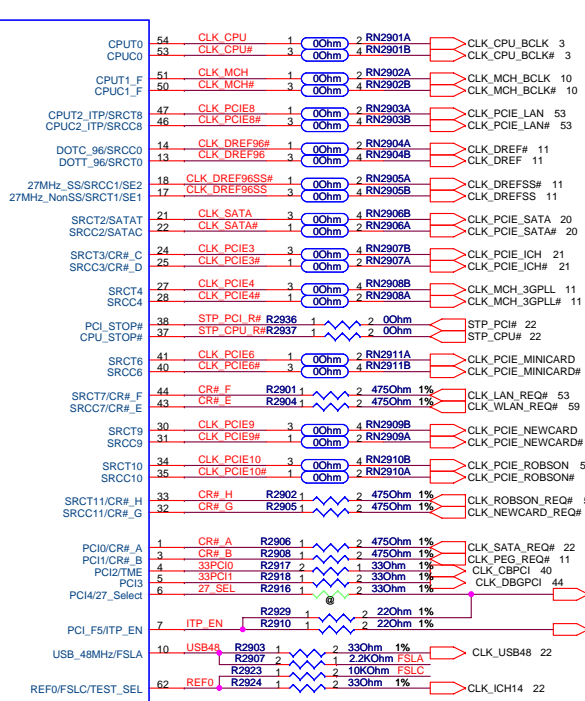 CPUT0 54 CLK_CPU 1 0Ohm 2 RN2901A CLK_CPU_BCLK 3
CPUC0 53 CLK_CPU# 3 0Ohm 4 RN2901B CLK_CPU_BCLK# 3
CPUT1_F 51 CLK_MCH 1 0Ohm 2 RN2902A CLK_MCH_BCLK 10
CPUC1_F 50 CLK_MCH# 3 0Ohm 4 RN2902B CLK_MCH_BCLK# 10
CPUT2_ITP/SRCT8 47 CLK_PCIE8 1 0Ohm 2 RN2903A CLK_PCIE_LAN 53
CPUC2_ITP/SRCC8 46 CLK_PCIE8# 3 0Ohm 4 RN2903B CLK_PCIE_LAN# 53
DOTC_96/SRCC0 14 CLK_DREF96# 1 0Ohm 2 RN2904A CLK_DREF# 11
DOTT_96/SRCT0 13 CLK_DREF96 3 0Ohm 4 RN2904B CLK_DREF 11
27MHz_SS/SRCC1/SE2 18 CLK_DREF96SS# 1 0Ohm 2 RN2905A CLK_DREFSS# 11
27MHz_NonSS/SRCT1/SE1 17 CLK_DREF96SS 3 0Ohm 4 RN2905B CLK_DREFSS 11
SRCT2/SATAT 21 CLK_SATA 3 0Ohm 4 RN2906B CLK_PCIE_SATA 20
SRCC2/SATAC 22 CLK_SATA# 1 0Ohm 2 RN2906A CLK_PCIE_SATA# 20
SRCT3/CR#_C 24 CLK_PCIE3 3 0Ohm 4 RN2907B CLK_PCIE_ICH 21
SRCC3/CR#_D 25 CLK_PCIE3# 1 0Ohm 2 RN2907A CLK_PCIE_ICH# 21
SRCT4 27 CLK_PCIE4 3 0Ohm 4 RN2908B CLK_MCH_3GPLL 11
SRCC4 28 CLK_PCIE4# 1 0Ohm 2 RN2908A CLK_MCH_3GPLL# 11
PCI_STOP# 38 STP_PCI_R# R2936 1 2 0Ohm STP_PCI# 22
CPU_STOP# 37 STP_CPU_R# R2937 1 2 0Ohm STP_CPU# 22
SRCT6 41 CLK_PCIE6 1 0Ohm 2 RN2911A CLK_PCIE_MINICARD
SRCC6 40 CLK_PCIE6# 3 0Ohm 4 RN2911B CLK_PCIE_MINICARD#
SRCT7/CR#_F 44 CR#_F R2901 1 2 475Ohm 1% CLK_LAN_REQ# 53
SRCC7/CR#_E 43 CR#_E R2904 1 2 475Ohm 1% CLK_WLAN_REQ# 59
SRCT9 30 CLK_PCIE9 3 0Ohm 4 RN2909B CLK_PCIE_NEWCARD
SRCC9 31 CLK_PCIE9# 1 0Ohm 2 RN2909A CLK_PCIE_NEWCARD#
SRCT10 34 CLK_PCIE10 3 0Ohm 4 RN2910B CLK_PCIE_ROBSON 5
SRCC10 35 CLK_PCIE10# 1 0Ohm 2 RN2910A CLK_PCIE_ROBSON#
SRCT11/CR#_H 33 CR#_H R2902 1 2 475Ohm 1% CLK_ROBSON_REQ#
SRCC11/CR#_G 32 CR#_G R2905 1 2 475Ohm 1% CLK_NEWCARD_REQ#
PCI0/CR#_A 1 CR#_A R2906 1 2 475Ohm 1% CLK_SATA_REQ# 22
PCI1/CR#_B 3 CR#_B R2908 1 2 475Ohm 1% CLK_PEG_REQ# 11
PCI2/TME 4 33PCI0 R2917 2 1 33Ohm 1% CLK_CBPCI 40
PCI3 5 33PCI1 R2918 1 2 33Ohm 1% CLK_DBGPCI 44
PCI4/27_Select 6 27_SEL R2916 1 2 33Ohm 1%
@
R2929 1 2 22Ohm 1%
PCI_F5/ITP_EN 7 ITP_EN R2910 1 2 22Ohm 1%
USB_48MHz/FSLA 10 USB48 R2903 1 2 33Ohm 1% CLK_USB48 22
R2907 2 1 2.2KOhm FSLA
R2923 1 2 10KOhm FSLC
REF0/FSLC/TEST_SEL 62 REF0 R2924 1 2 33Ohm 1% CLK_ICH14 22